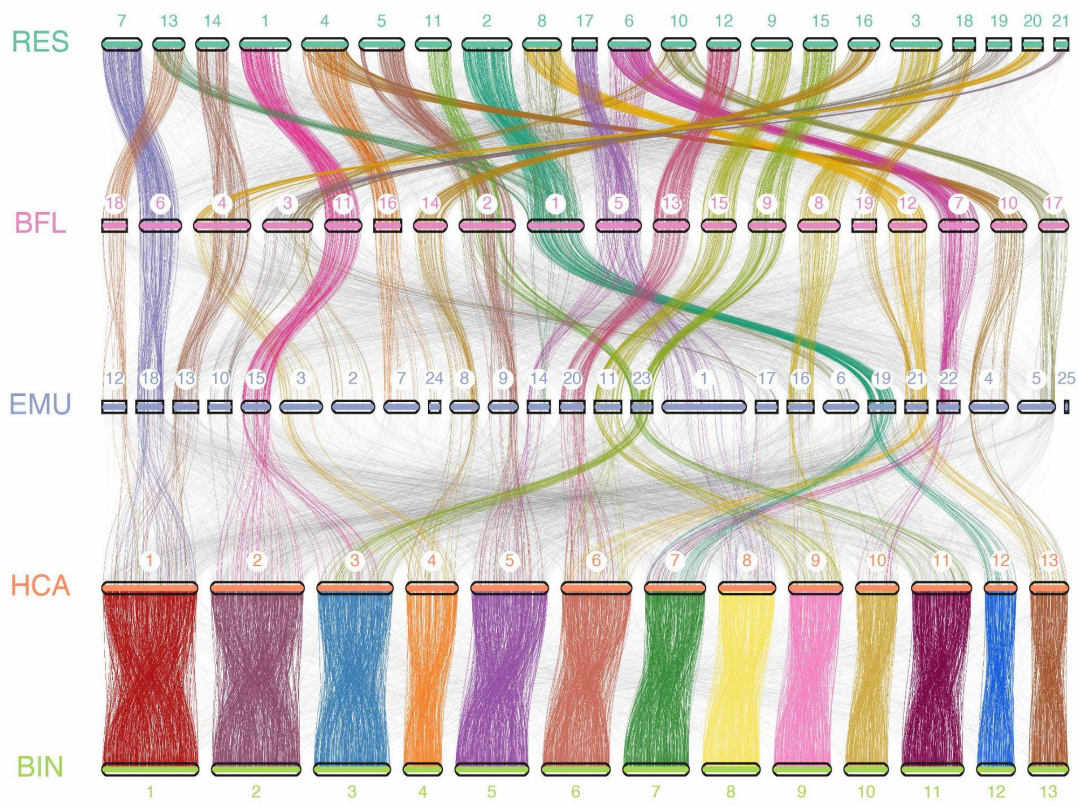 7 13 14 1 4 5 11 2 8 17 6 10 12 9 15 16 3 18 19 20 21
RES
18 6 4 3 11 16 14 2 1 5 13 15 9 8 19 12 7 10 17
BFL
12 18 13 10 15 3 2 7 24 8 9 14 20 11 23 1 17 16 6 19 21 22 4 5 25
EMU
1 2 3 4 5 6 7 8 9 10 11 12 13
HCA
BIN
1 2 3 4 5 6 7 8 9 10 11 12 13